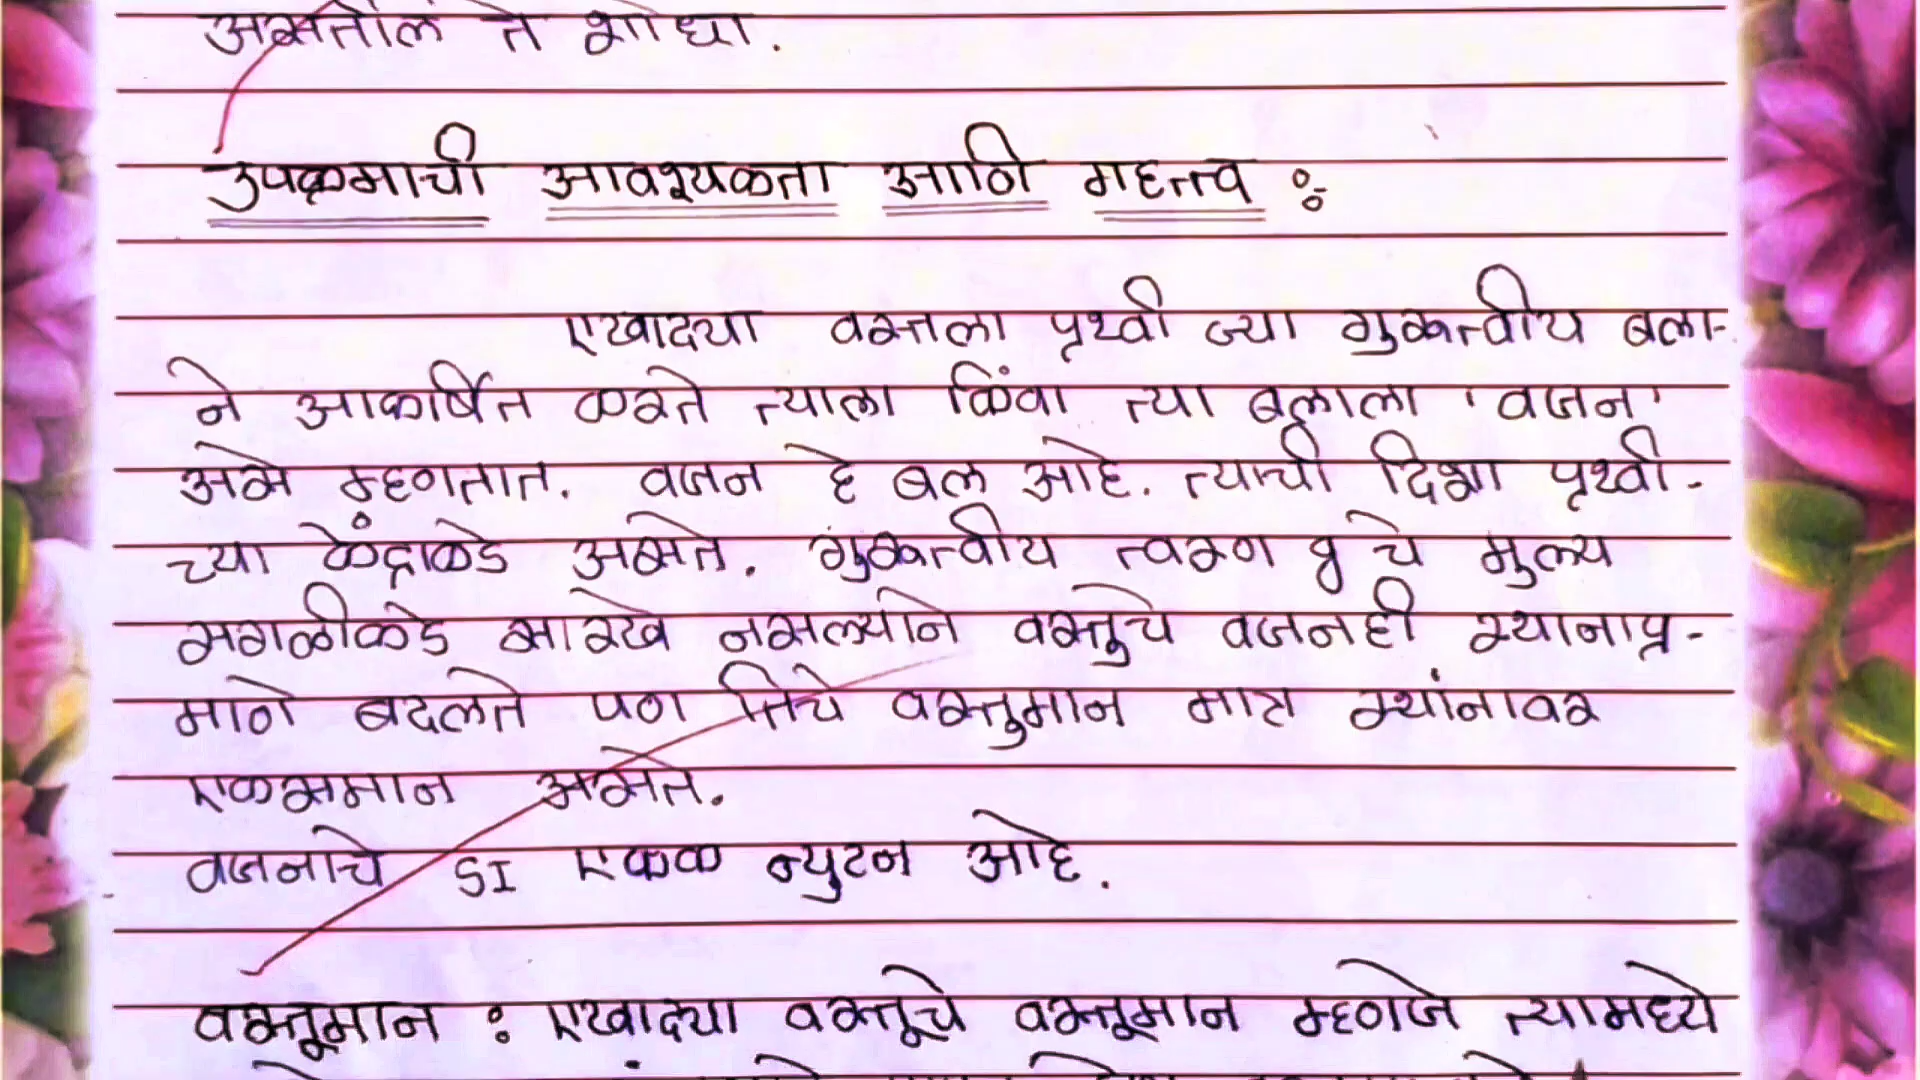 असतील ते शोधा.
उपक्रमाची आवश्यकता आणि महत्त्व :
एखाद्या वस्तला पृथ्वी ज्या गुरुत्वीय बला-
ने आकर्षित करते त्याला किंवा त्या बलाला 'वजन'
असे म्हणतात. वजन हे बल आहे. त्याची दिशा पृथ्वी-
च्या केंद्राकडे असते. गुरुत्वीय त्वरण g चे मुल्य
सगळीकडे सारखे नसल्याने वस्तुचे वजनही स्थानाप्र-
माणे बदलते पण तिचे वस्तुमान मात्र स्थांनावर
एकसमान असते.
वजनाचे SI एकक न्युटन आहे.
वस्तूमान : एखाद्या वस्तूचे वस्तूमान म्हणजे त्यामध्ये